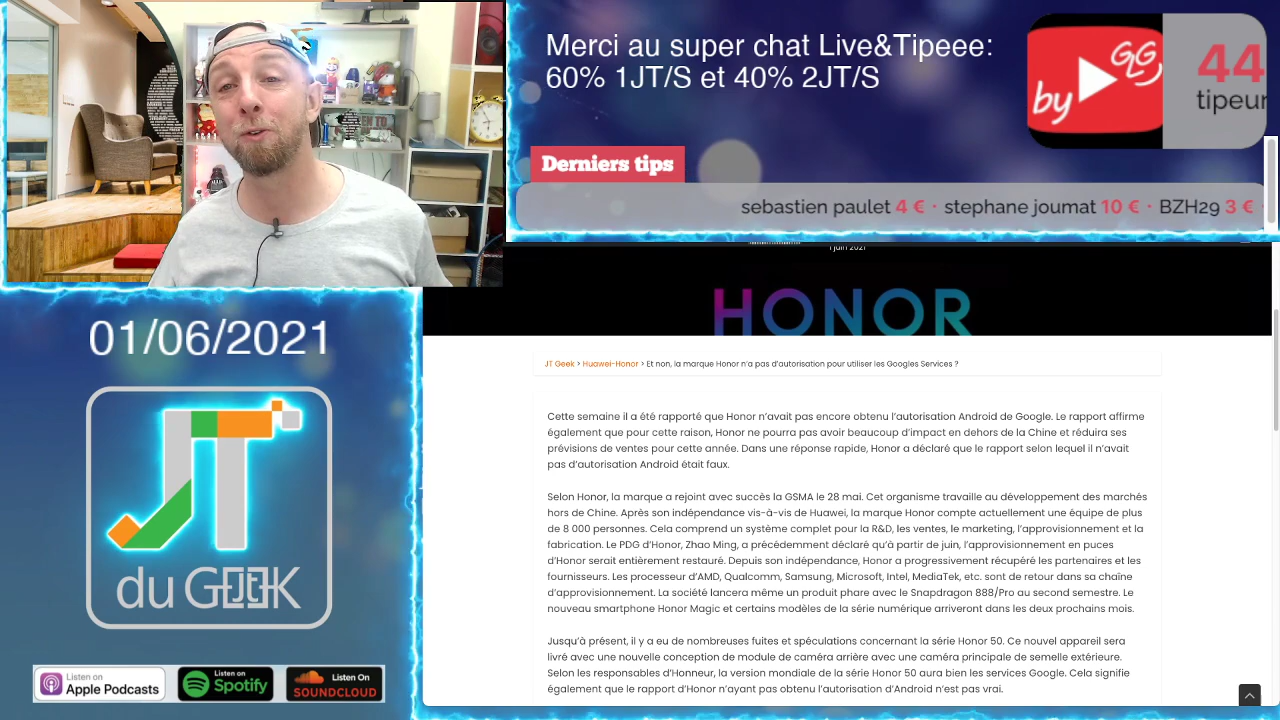 Merci au super chat Live&Tipeee:
60% 1JT/S et 40% 2JT/S
by GG
44
tipeur
Derniers tips
sebastien paulet 4 € · stephane joumat 10 € · BZH29 3 € ·
1 juin 2021
HONOR
JT Geek > Huawei-Honor > Et non, la marque Honor n'a pas d'autorisation pour utiliser les Googles Services ?
Cette semaine il a été rapporté que Honor n'avait pas encore obtenu l'autorisation Android de Google. Le rapport affirme
également que pour cette raison, Honor ne pourra pas avoir beaucoup d'impact en dehors de la Chine et réduira ses
prévisions de ventes pour cette année. Dans une réponse rapide, Honor a déclaré que le rapport selon lequel il n'avait
pas d'autorisation Android était faux.
Selon Honor, la marque a rejoint avec succès la GSMA le 28 mai. Cet organisme travaille au développement des marchés
hors de Chine. Après son indépendance vis-à-vis de Huawei, la marque Honor compte actuellement une équipe de plus
de 8 000 personnes. Cela comprend un système complet pour la R&D, les ventes, le marketing, l'approvisionnement et la
fabrication. Le PDG d'Honor, Zhao Ming, a précédemment déclaré qu'à partir de juin, l'approvisionnement en puces
d'Honor serait entièrement restauré. Depuis son indépendance, Honor a progressivement récupéré les partenaires et les
fournisseurs. Les processeur d'AMD, Qualcomm, Samsung, Microsoft, Intel, MediaTek, etc. sont de retour dans sa chaîne
d'approvisionnement. La société lancera même un produit phare avec le Snapdragon 888/Pro au second semestre. Le
nouveau smartphone Honor Magic et certains modèles de la série numérique arriveront dans les deux prochains mois.
Jusqu'à présent, il y a eu de nombreuses fuites et spéculations concernant la série Honor 50. Ce nouvel appareil sera
livré avec une nouvelle conception de module de caméra arrière avec une caméra principale de semelle extérieure.
Selon les responsables d'Honneur, la version mondiale de la série Honor 50 aura bien les services Google. Cela signifie
également que le rapport d'Honor n'ayant pas obtenu l'autorisation d'Android n'est pas vrai.
01/06/2021
JT
du GEEK
Listen on
Apple Podcasts
LISTEN ON
Spotify
Listen On
SOUNDCLOUD